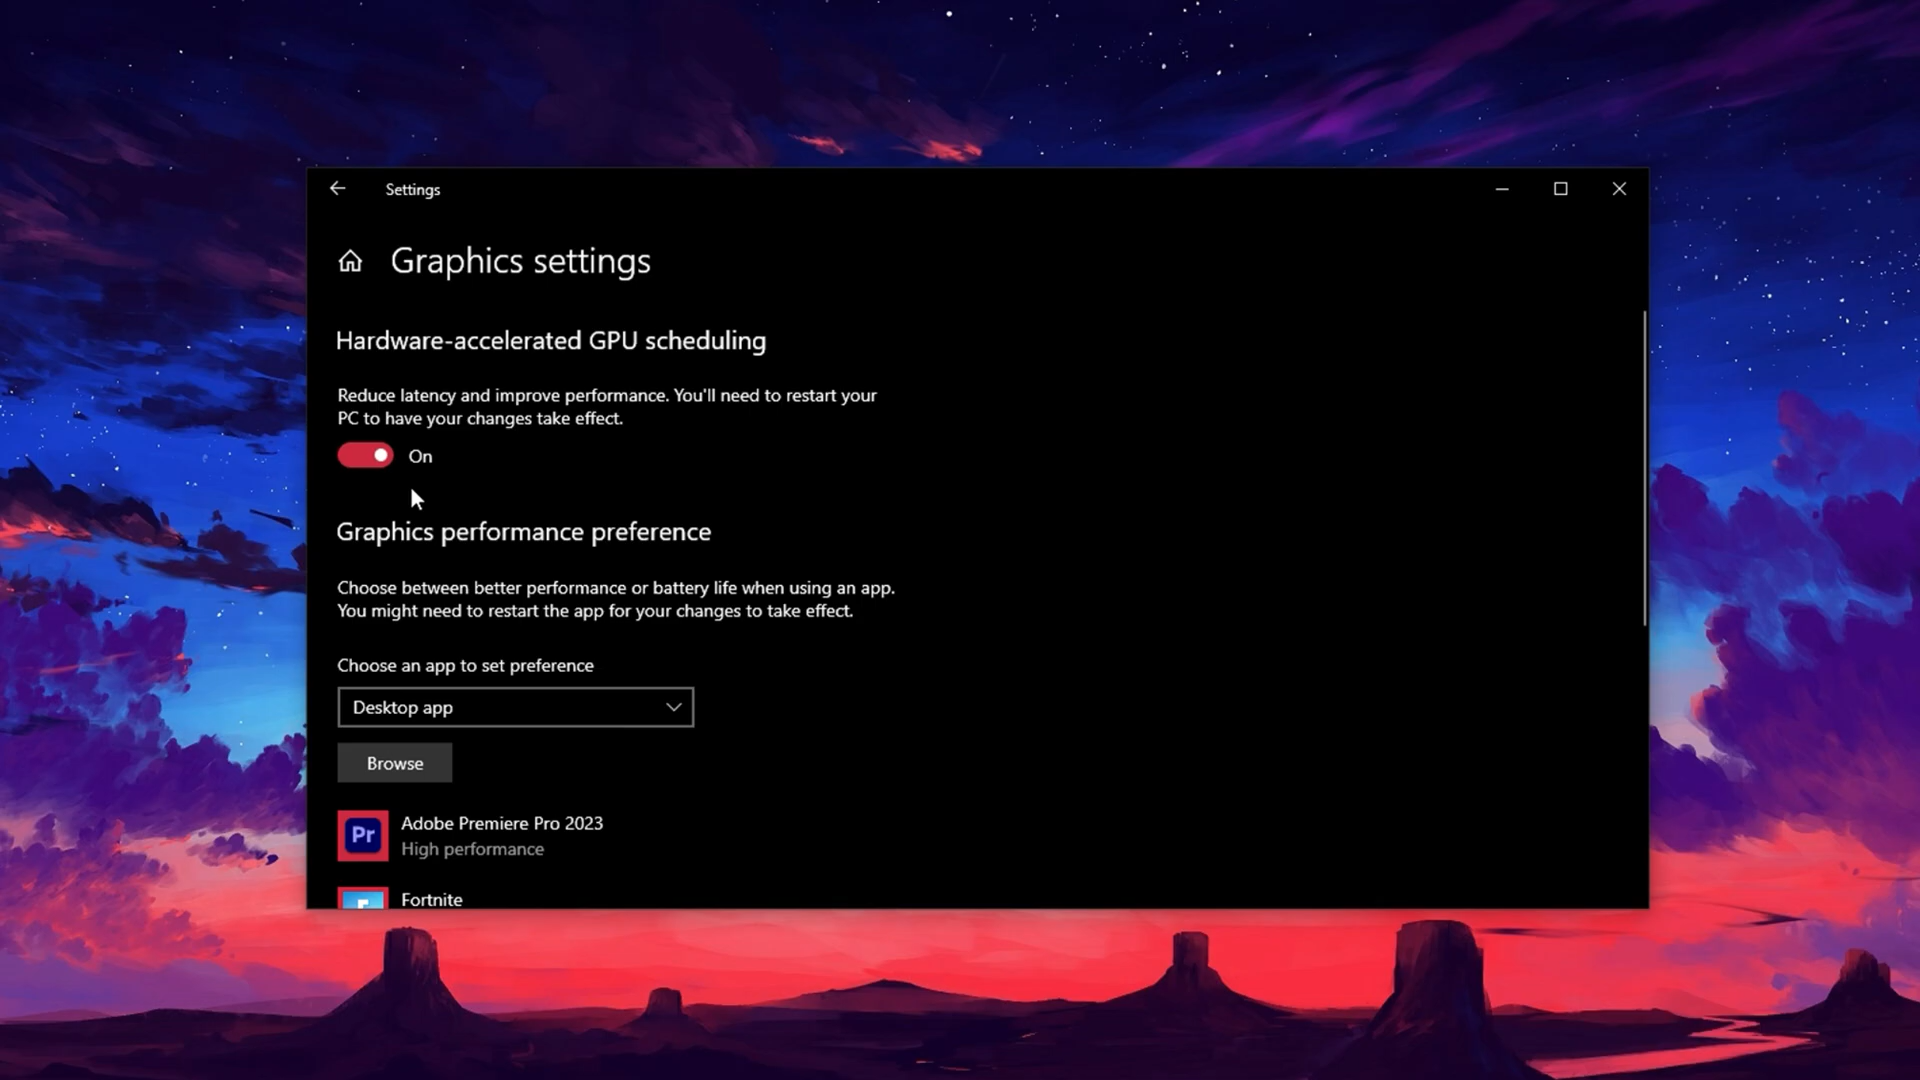 Settings
Graphics settings
Hardware-accelerated GPU scheduling
Reduce latency and improve performance. You'll need to restart your
PC to have your changes take effect.
On
Graphics performance preference
Choose between better performance or battery life when using an app.
You might need to restart the app for your changes to take effect.
Choose an app to set preference
Desktop app
Browse
Pr
Adobe Premiere Pro 2023
High performance
Fortnite